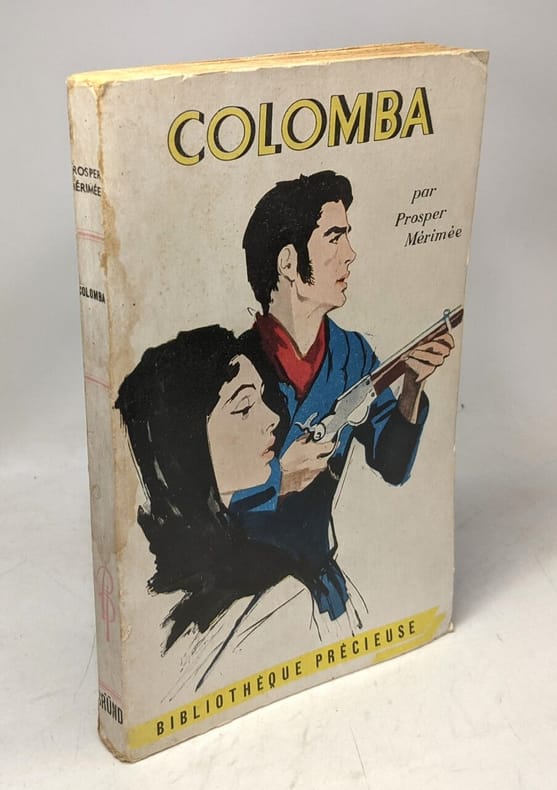 COLOMBA
par
Prosper
Mérimée
BIBLIOTHÈQUE PRÉCIEUSE
PROSPER
MÉRIMÉE
COLOMBA
GRÜND